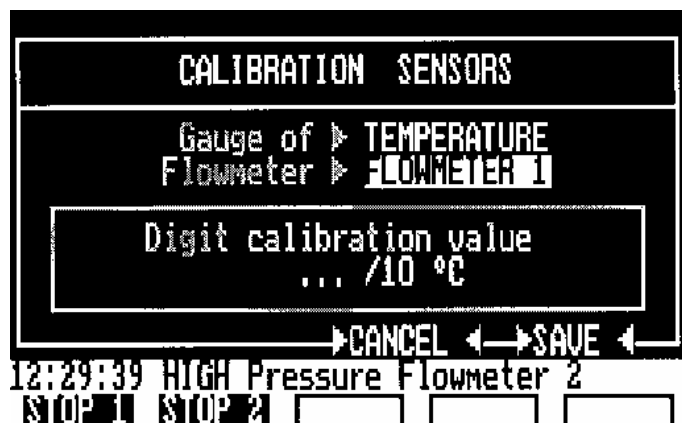 CALIBRATION SENSORS
Gauge of ▶ TEMPERATURE
Flowmeter ▶ FLOWMETER 1
Digit calibration value
... /10 ºC
▶CANCEL ◀ ▶SAVE ◀
12:29:39 HIGH Pressure Flowmeter 2
STOP 1 STOP 2